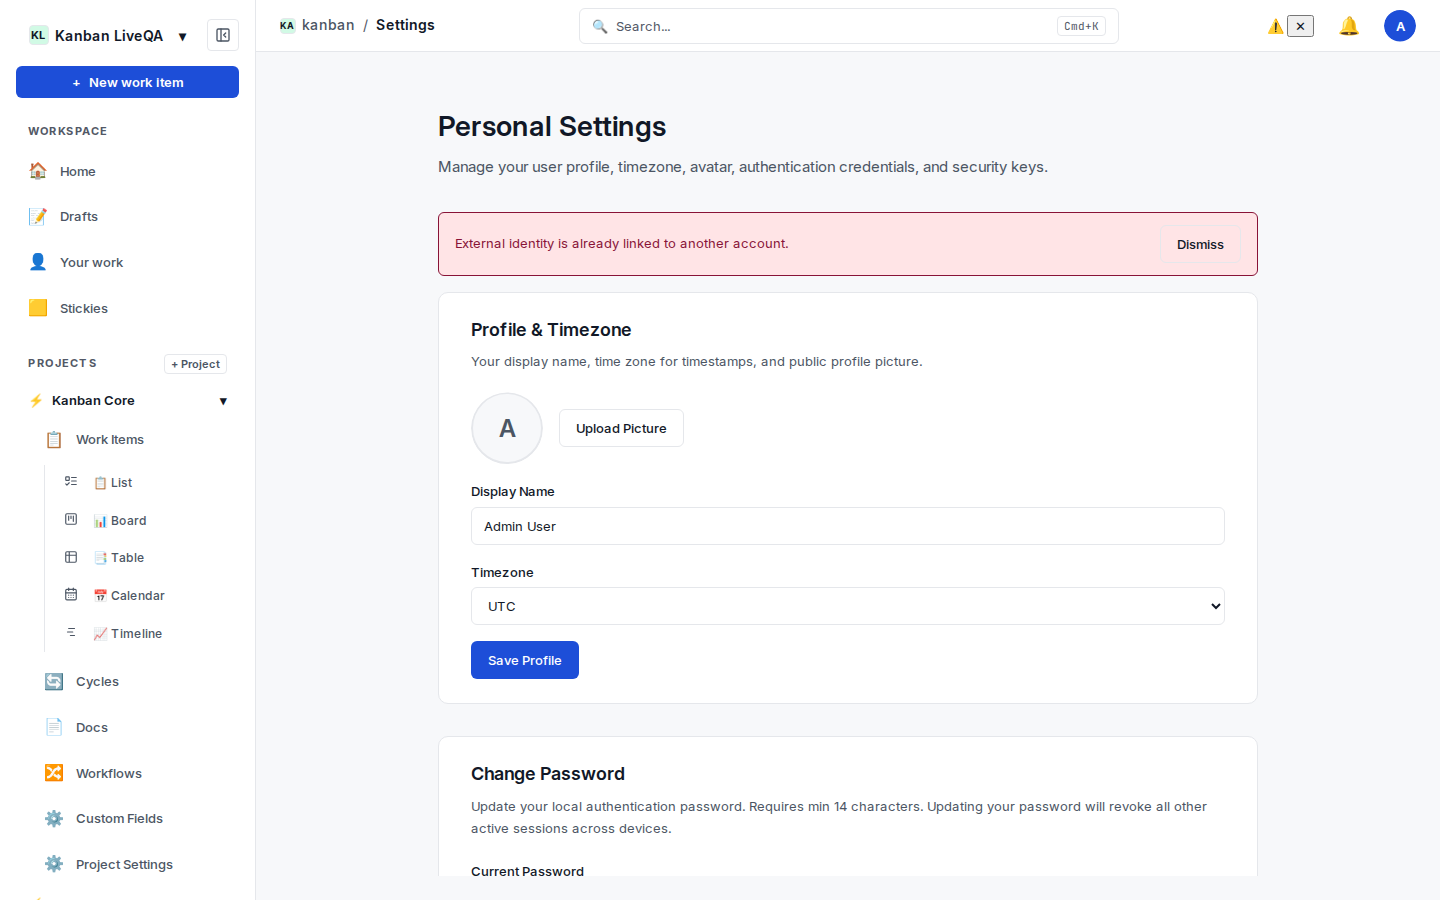 KL Kanban LiveQA ▼
+ New work item
WORKSPACE
Home
Drafts
Your work
Stickies
PROJECTS
+ Project
Kanban Core ▼
Work Items
List
Board
Table
Calendar
Timeline
Cycles
Docs
Workflows
Custom Fields
Project Settings
KA kanban / Settings
Search...
Cmd+K
✕
A
Personal Settings
Manage your user profile, timezone, avatar, authentication credentials, and security keys.
External identity is already linked to another account.
Dismiss
Profile & Timezone
Your display name, time zone for timestamps, and public profile picture.
A
Upload Picture
Display Name
Admin User
Timezone
UTC
Save Profile
Change Password
Update your local authentication password. Requires min 14 characters. Updating your password will revoke all other
active sessions across devices.
Current Password